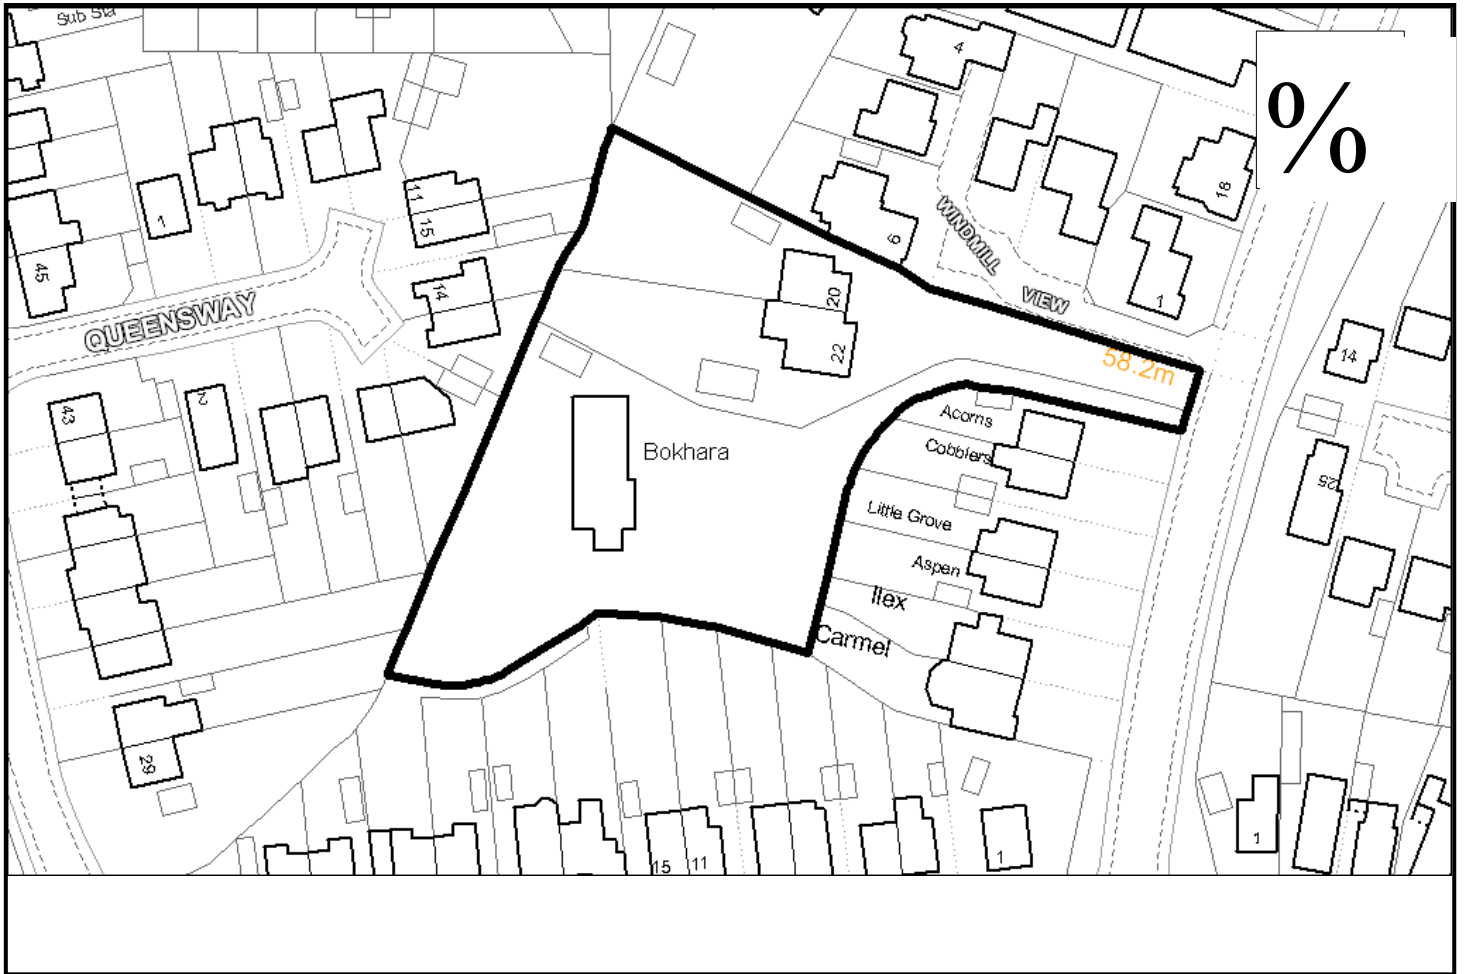 Sub Sta
4
%
18
11
15
1
45
WINDMILL
VIEW
6
1
20
14
QUEENSWAY
22
58.2m
14
43
2
Acorns
Cobblers
Bokhara
25
Little Grove
Aspen
Ilex
Carmel
29
15
11
1
1